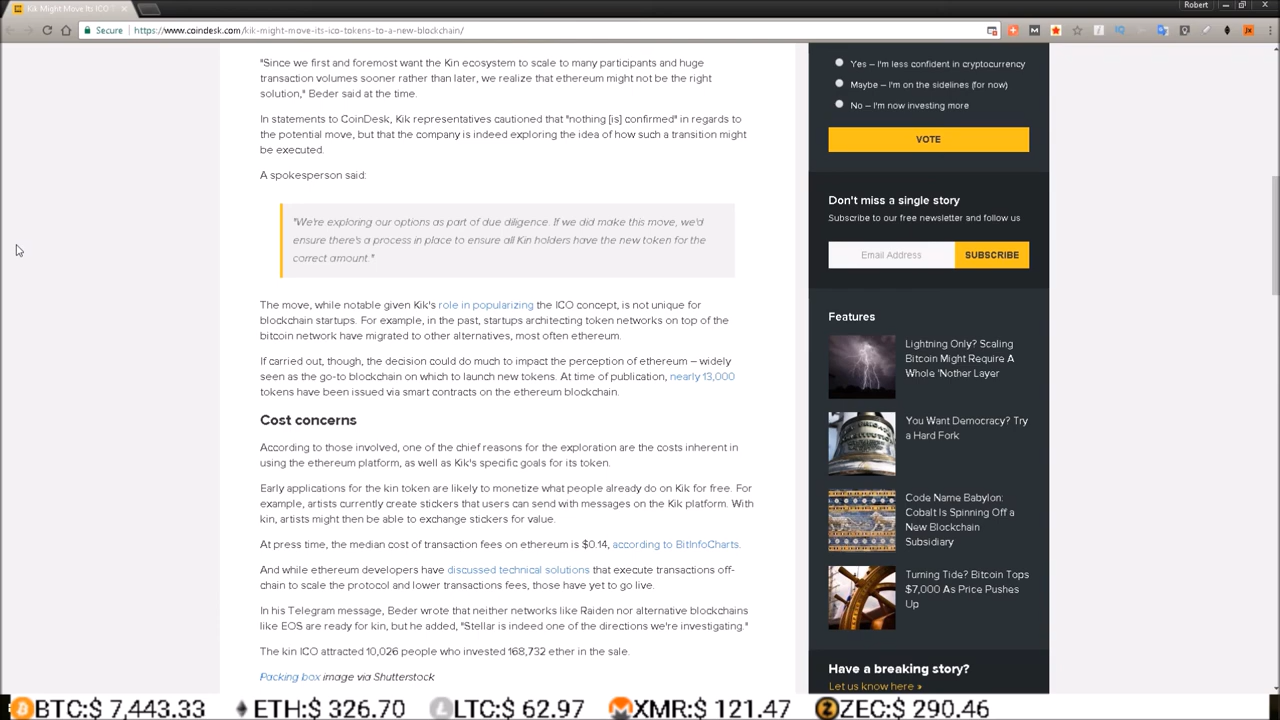 Kik Might Move Its ICO T
Robert
Secure
https://www.coindesk.com/kik-might-move-its-ico-tokens-to-a-new-blockchain/
"Since we first and foremost want the Kin ecosystem to scale to many participants and huge
transaction volumes sooner rather than later, we realize that ethereum might not be the right
solution," Beder said at the time.
In statements to CoinDesk, Kik representatives cautioned that "nothing [is] confirmed" in regards to
the potential move, but that the company is indeed exploring the idea of how such a transition might
be executed.
A spokesperson said:
"We're exploring our options as part of due diligence. If we did make this move, we'd
ensure there's a process in place to ensure all Kin holders have the new token for the
correct amount."
The move, while notable given Kik's role in popularizing the ICO concept, is not unique for
blockchain startups. For example, in the past, startups architecting token networks on top of the
bitcoin network have migrated to other alternatives, most often ethereum.
If carried out, though, the decision could do much to impact the perception of ethereum – widely
seen as the go-to blockchain on which to launch new tokens. At time of publication, nearly 13,000
tokens have been issued via smart contracts on the ethereum blockchain.
Cost concerns
According to those involved, one of the chief reasons for the exploration are the costs inherent in
using the ethereum platform, as well as Kik's specific goals for its token.
Early applications for the kin token are likely to monetize what people already do on Kik for free. For
example, artists currently create stickers that users can send with messages on the Kik platform. With
kin, artists might then be able to exchange stickers for value.
At press time, the median cost of transaction fees on ethereum is $0.14, according to BitInfoCharts.
And while ethereum developers have discussed technical solutions that execute transactions off-
chain to scale the protocol and lower transactions fees, those have yet to go live.
In his Telegram message, Beder wrote that neither networks like Raiden nor alternative blockchains
like EOS are ready for kin, but he added, "Stellar is indeed one of the directions we're investigating."
The kin ICO attracted 10,026 people who invested 168,732 ether in the sale.
Packing box image via Shutterstock
Yes – I'm less confident in cryptocurrency
Maybe – I'm on the sidelines (for now)
No – I'm now investing more
VOTE
Don't miss a single story
Subscribe to our free newsletter and follow us
Email Address
SUBSCRIBE
Features
Lightning Only? Scaling
Bitcoin Might Require A
Whole 'Nother Layer
You Want Democracy? Try
a Hard Fork
Code Name Babylon:
Cobalt Is Spinning Off a
New Blockchain
Subsidiary
Turning Tide? Bitcoin Tops
$7,000 As Price Pushes
Up
Have a breaking story?
Let us know here »
BTC:$ 7,443.33
ETH:$ 326.70
LTC:$ 62.97
XMR:$ 121.47
ZEC:$ 290.46